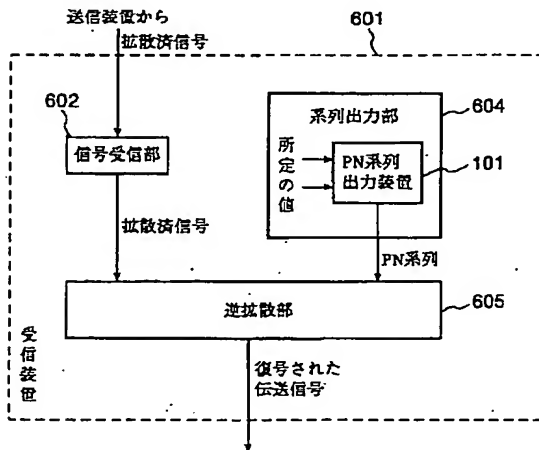 送信装置から
拡散済信号
601
602
信号受信部
系列出力部
604
所定の値
PN系列
出力装置
101
拡散済信号
PN系列
逆拡散部
605
受信装置
復号された
伝送信号